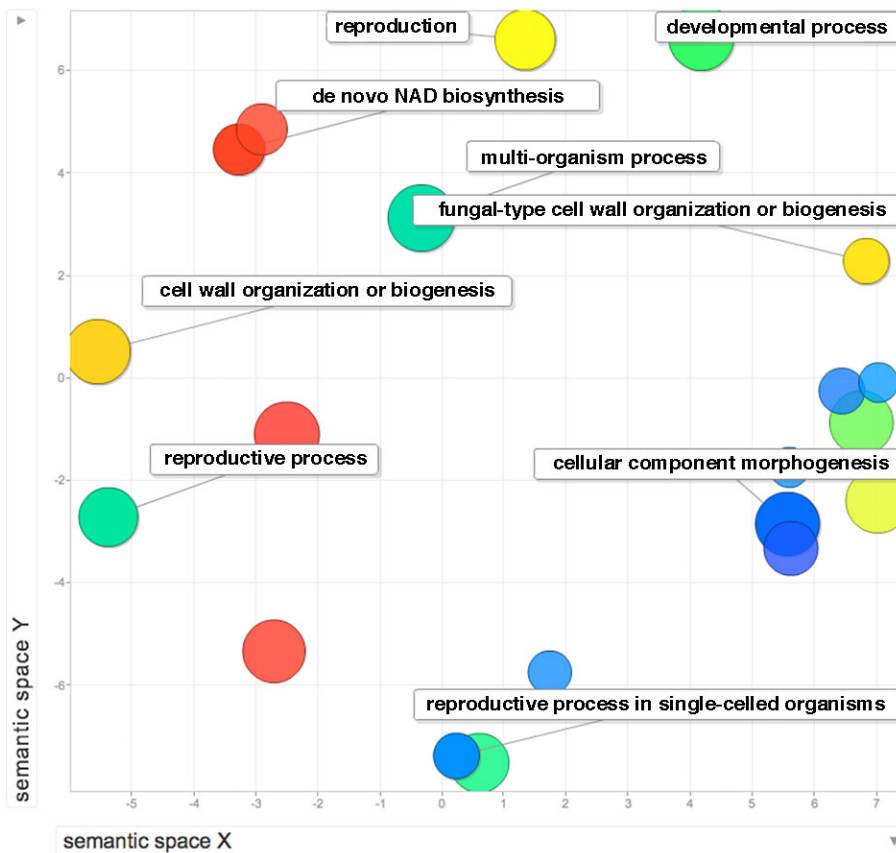 reproduction
developmental process
6
de novo NAD biosynthesis
4
multi-organism process
fungal-type cell wall organization or biogenesis
2
cell wall organization or biogenesis
0
reproductive process
cellular component morphogenesis
-2
-4
-6
reproductive process in single-celled organisms
semantic space Y
-5 -4 -3 -2 -1 0 1 2 3 4 5 6 7
semantic space X